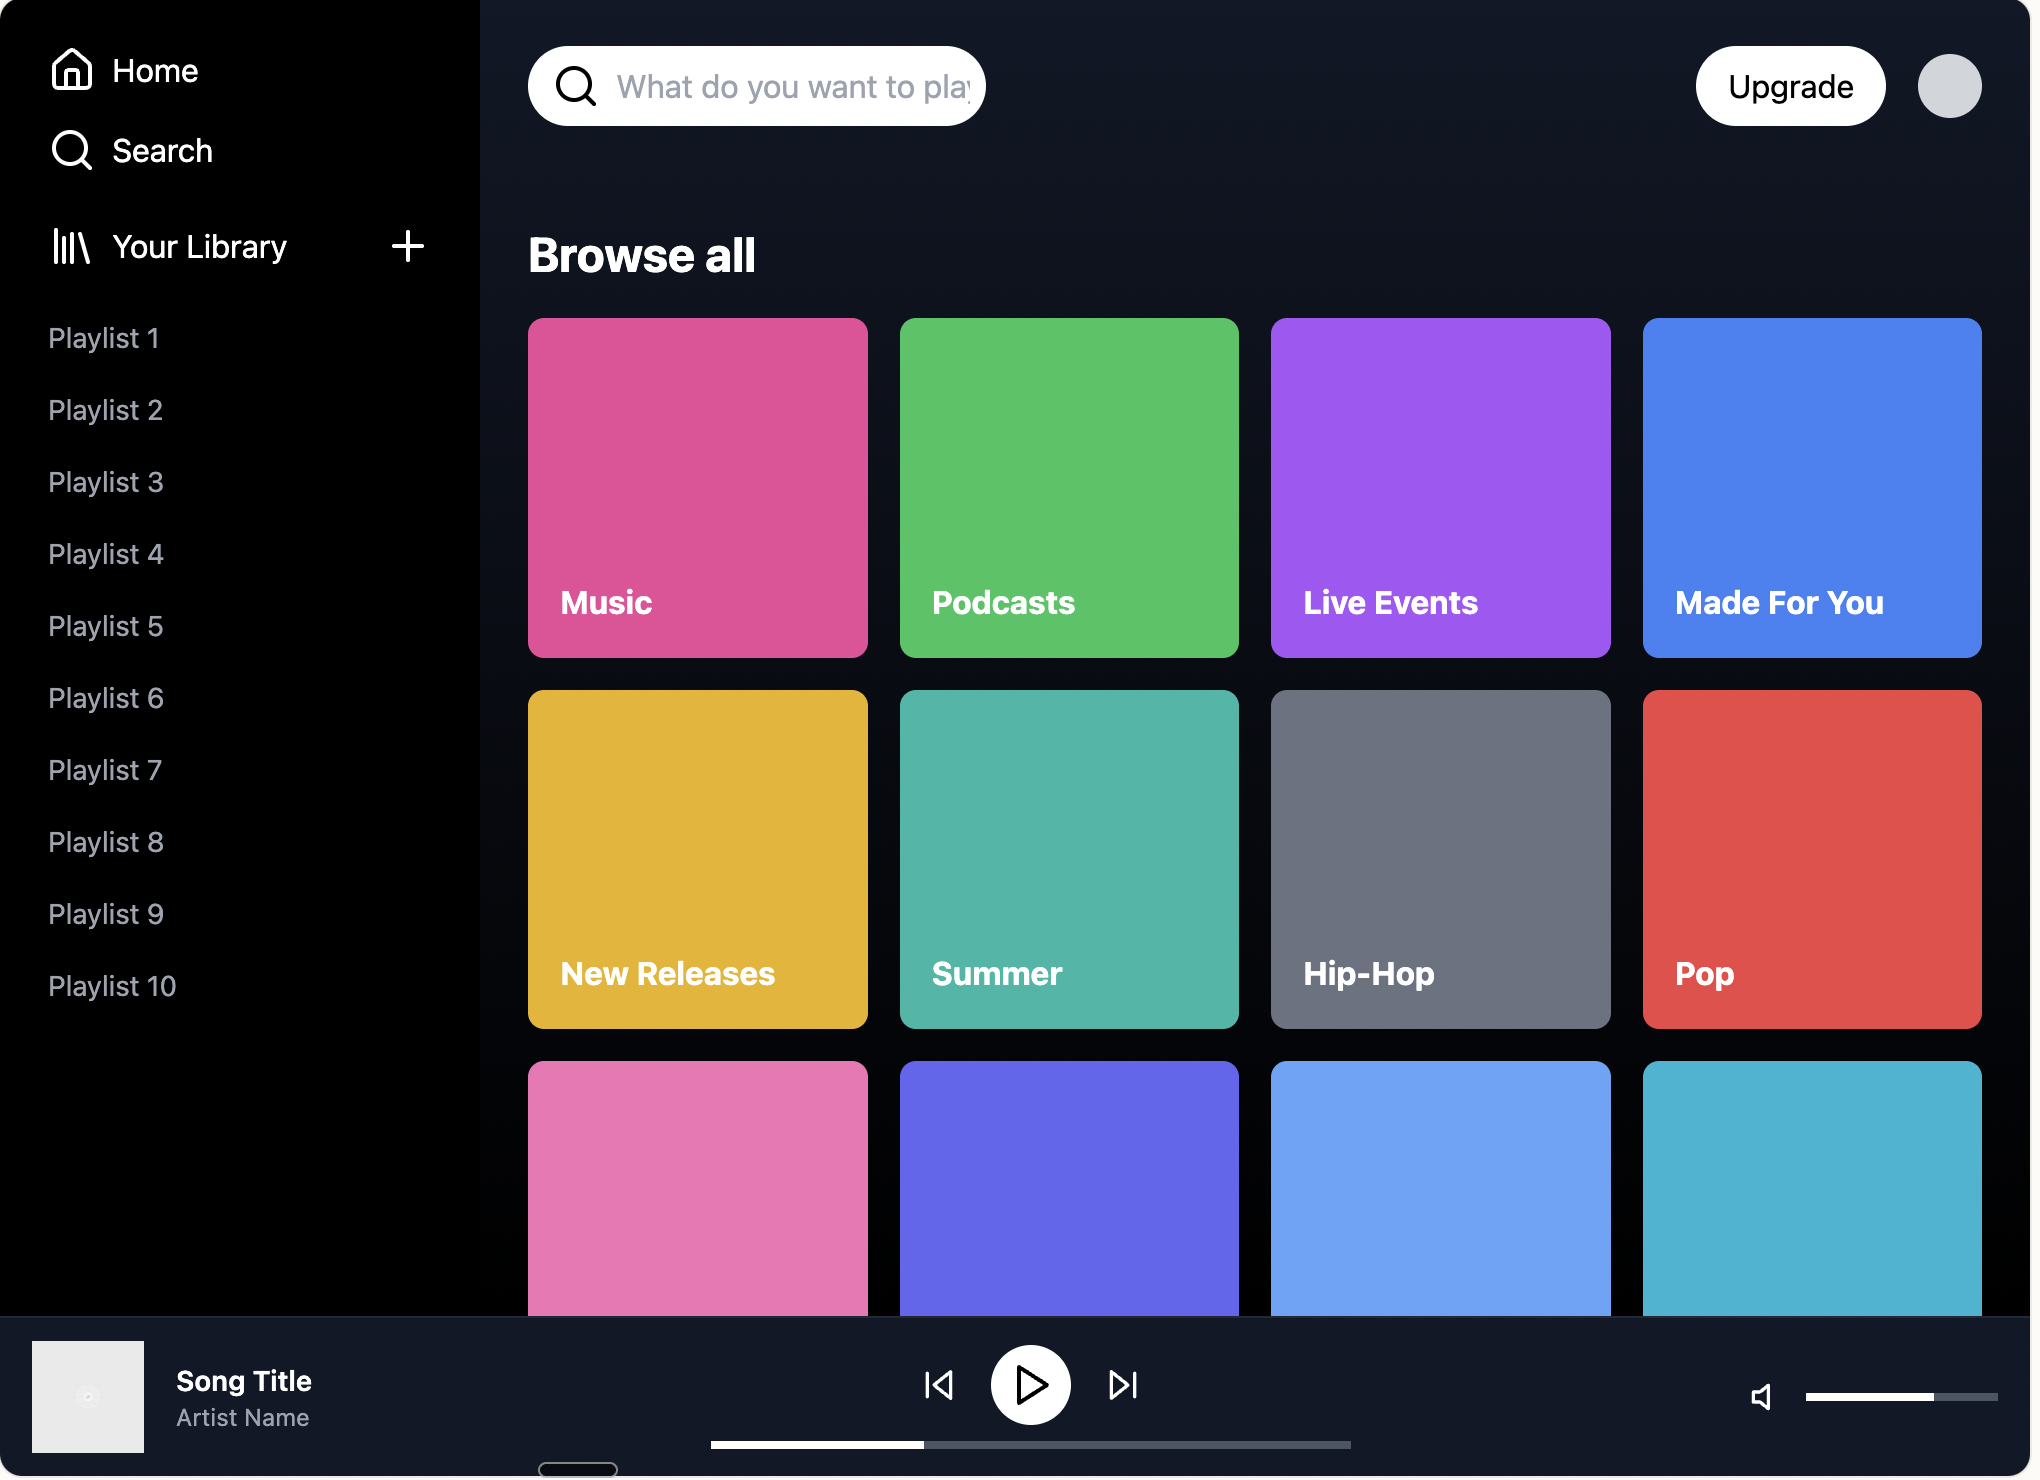 Home
Search
Your Library
Playlist 1
Playlist 2
Playlist 3
Playlist 4
Playlist 5
Playlist 6
Playlist 7
Playlist 8
Playlist 9
Playlist 10
What do you want to play
Upgrade
Browse all
Music
Podcasts
Live Events
Made For You
New Releases
Summer
Hip-Hop
Pop
Song Title
Artist Name